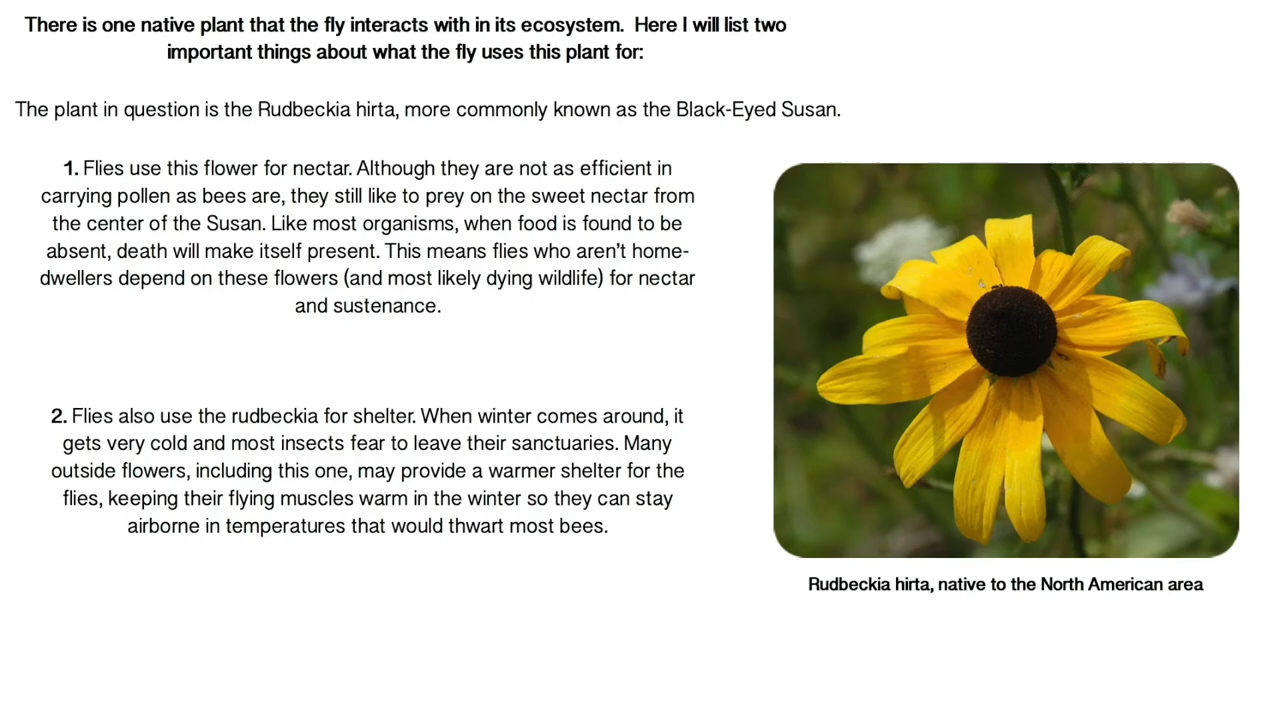 There is one native plant that the fly interacts with in its ecosystem.  Here I will list two
important things about what the fly uses this plant for:
The plant in question is the Rudbeckia hirta, more commonly known as the Black-Eyed Susan.
1. Flies use this flower for nectar. Although they are not as efficient in
carrying pollen as bees are, they still like to prey on the sweet nectar from
the center of the Susan. Like most organisms, when food is found to be
absent, death will make itself present. This means flies who aren't home-
dwellers depend on these flowers (and most likely dying wildlife) for nectar
and sustenance.
2. Flies also use the rudbeckia for shelter. When winter comes around, it
gets very cold and most insects fear to leave their sanctuaries. Many
outside flowers, including this one, may provide a warmer shelter for the
flies, keeping their flying muscles warm in the winter so they can stay
airborne in temperatures that would thwart most bees.
Rudbeckia hirta, native to the North American area